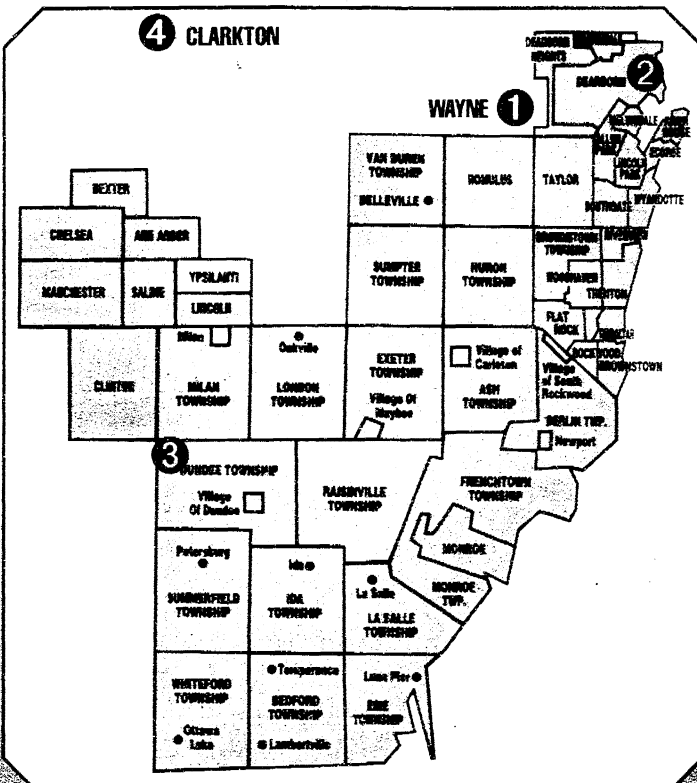 4 CLARKTON
DEARBORN
HEIGHTS
DEARBORN
2
WAYNE 1
MELVINDALE
ALLEN
PARK
RIVER
ROUGE
ECORSE
LINCOLN
PARK
VAN BUREN
TOWNSHIP
BELLEVILLE
ROMULUS
TAYLOR
SOUTHGATE
WYANDOTTE
DEXTER
CHELSEA
ANN ARBOR
MANCHESTER
SALINE
YPSILANTI
LINCOLN
SUMPTER
TOWNSHIP
HURON
TOWNSHIP
BROWNSTOWN
TOWNSHIP
WOODHAVEN
TRENTON
FLAT
ROCK
GIBRALTAR
ROCKWOOD
BROWNSTOWN
CLINTON
Milan
MILAN
TOWNSHIP
Oakville
LONDON
TOWNSHIP
EXETER
TOWNSHIP
Village Of
Maybee
Village of
Carleton
ASH
TOWNSHIP
Village
of South
Rockwood
BERLIN TWP.
Newport
3
DUNDEE TOWNSHIP
Village
Of Dundee
RAISINVILLE
TOWNSHIP
FRENCHTOWN
TOWNSHIP
MONROE
MONROE
TWP.
Petersburg
SUMMERFIELD
TOWNSHIP
Ida
IDA
TOWNSHIP
La Salle
LA SALLE
TOWNSHIP
WHITEFORD
TOWNSHIP
Ottawa
Lake
Temperance
BEDFORD
TOWNSHIP
Lambertville
Luna Pier
ERIE
TOWNSHIP